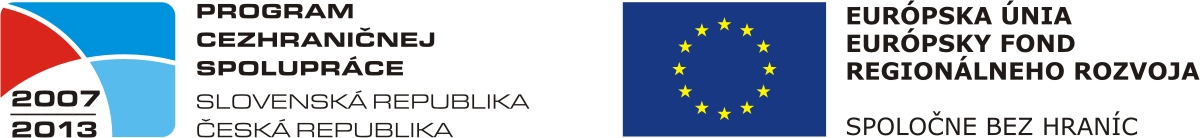 PROGRAM
CEZHRANIČNEJ
SPOLUPRÁCE
SLOVENSKÁ REPUBLIKA
ČESKÁ REPUBLIKA
2007
2013
EURÓPSKA ÚNIA
EURÓPSKY FOND
REGIONÁLNEHO ROZVOJA
SPOLOČNE BEZ HRANÍC